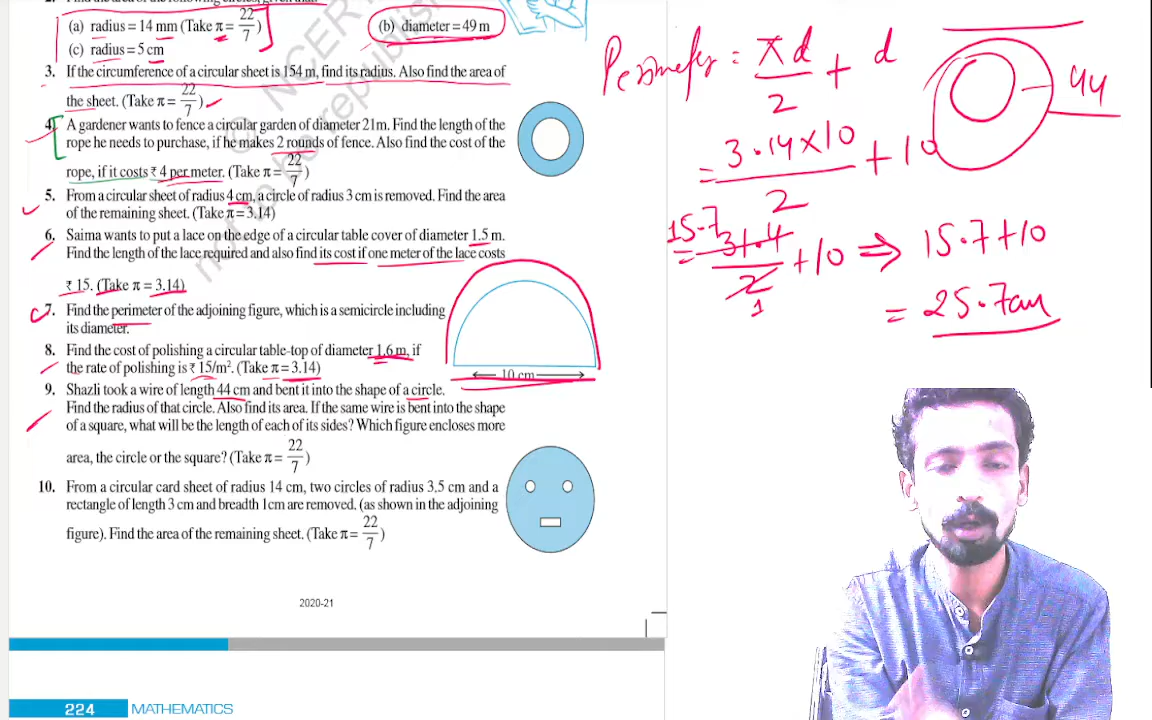 (a) radius = 14 mm (Take π = 22/7)
(b) diameter = 49 m
(c) radius = 5 cm
3. If the circumference of a circular sheet is 154 m, find its radius. Also find the area of
the sheet. (Take π = 22/7)
4. A gardener wants to fence a circular garden of diameter 21m. Find the length of the
rope he needs to purchase, if he makes 2 rounds of fence. Also find the cost of the
rope, if it costs ₹ 4 per meter. (Take π = 22/7)
5. From a circular sheet of radius 4 cm, a circle of radius 3 cm is removed. Find the area
of the remaining sheet. (Take π = 3.14)
6. Saima wants to put a lace on the edge of a circular table cover of diameter 1.5 m.
Find the length of the lace required and also find its cost if one meter of the lace costs
₹ 15. (Take π = 3.14)
7. Find the perimeter of the adjoining figure, which is a semicircle including
its diameter.
8. Find the cost of polishing a circular table-top of diameter 1.6 m, if
the rate of polishing is ₹ 15/m². (Take π = 3.14)
10 cm
9. Shazli took a wire of length 44 cm and bent it into the shape of a circle.
Find the radius of that circle. Also find its area. If the same wire is bent into the shape
of a square, what will be the length of each of its sides? Which figure encloses more
area, the circle or the square? (Take π = 22/7)
10. From a circular card sheet of radius 14 cm, two circles of radius 3.5 cm and a
rectangle of length 3 cm and breadth 1cm are removed. (as shown in the adjoining
figure). Find the area of the remaining sheet. (Take π = 22/7)
2020-21
224 MATHEMATICS
Perimeter = πd/2 + d
= 3.14×10/2 + 10
15.7
= 31.4/2 + 10 ⇒ 15.7+10
1
= 25.7cm
44